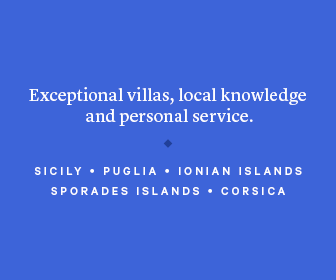 Exceptional villas, local knowledge
and personal service.
SICILY • PUGLIA • IONIAN ISLANDS
SPORADES ISLANDS • CORSICA